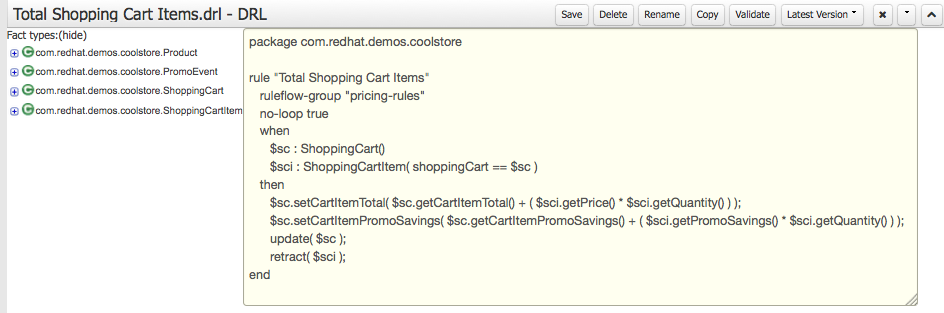 Total Shopping Cart Items.drl - DRL
Save Delete Rename Copy Validate Latest Version
Fact types:(hide)
com.redhat.demos.coolstore.Product
com.redhat.demos.coolstore.PromoEvent
com.redhat.demos.coolstore.ShoppingCart
com.redhat.demos.coolstore.ShoppingCartItem
package com.redhat.demos.coolstore
rule "Total Shopping Cart Items"
ruleflow-group "pricing-rules"
no-loop true
when
$sc : ShoppingCart()
$sci : ShoppingCartItem( shoppingCart == $sc )
then
$sc.setCartItemTotal( $sc.getCartItemTotal() + ( $sci.getPrice() * $sci.getQuantity() ) );
$sc.setCartItemPromoSavings( $sc.getCartItemPromoSavings() + ( $sci.getPromoSavings() * $sci.getQuantity() ) );
update( $sc );
retract( $sci );
end